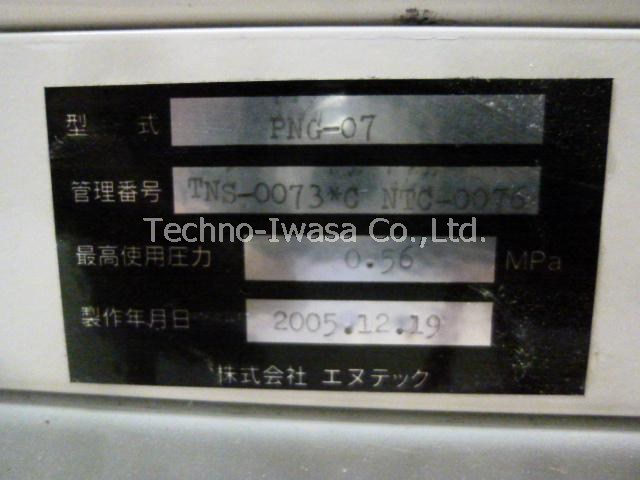 型 式 PNG-07
管理番号 TNS-0073*C NTC-0076
Techno-Iwasa Co.,Ltd.
最高使用圧力 0.56 MPa
製作年月日 2005.12.19
株式会社 エヌテック